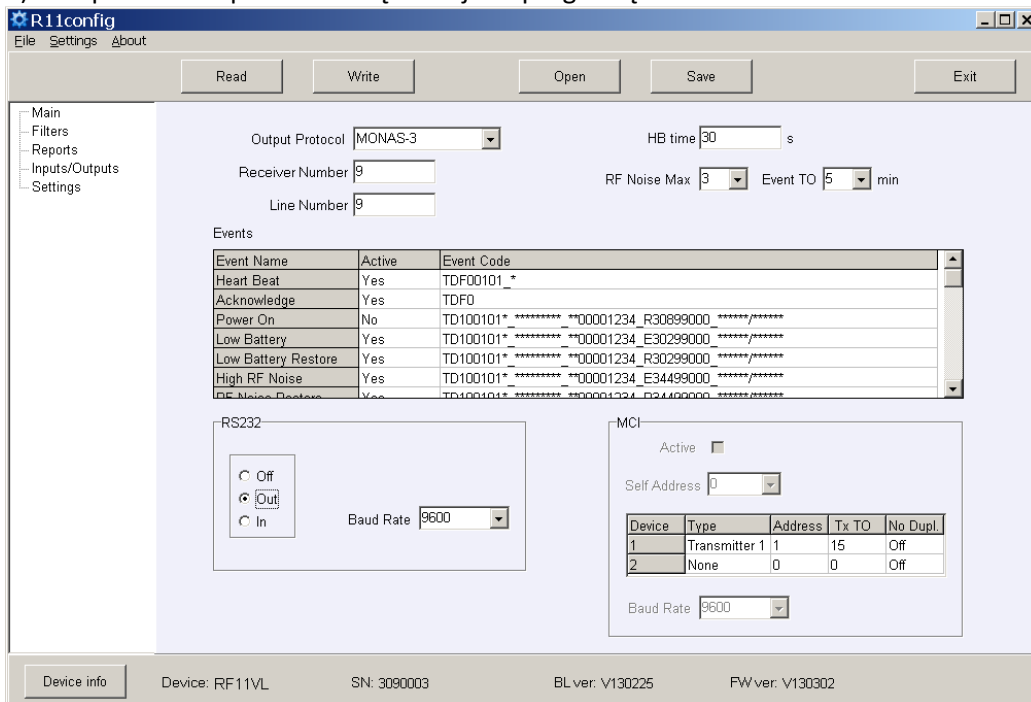 R11config
File Settings About
Read Write Open Save Exit
Main
Filters
Reports
Inputs/Outputs
Settings
Output Protocol MONAS-3 HB time 30 s
Receiver Number 9 RF Noise Max 3 Event TO 5 min
Line Number 9
Events
Event Name Active Event Code
Heart Beat Yes TDF00101_*
Acknowledge Yes TDF0
Power On No TD100101*_*********_**00001234_R30899000_******/******
Low Battery Yes TD100101*_*********_**00001234_E30299000_******/******
Low Battery Restore Yes TD100101*_*********_**00001234_R30299000_******/******
High RF Noise Yes TD100101*_*********_**00001234_E34499000_******/******
RF Noise Restore Yes TD100101*_*********_**00001234_R34499000_******/******
RS232 MCI
Active
Off
Out
In
Baud Rate 9600
Self Address 0
Device Type Address Tx TO No Dupl.
1 Transmitter 1 1 15 Off
2 None 0 0 Off
Baud Rate 9600
Device info Device: RF11VL SN: 3090003 BL ver: V130225 FW ver: V130302